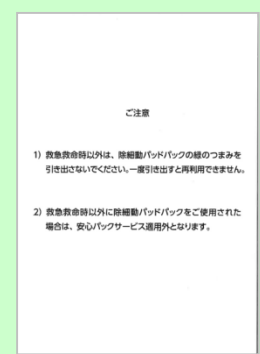 ご注意
1) 救急救命時以外は、除細動パッドパックの緑のつまみを
引き出さないでください。一度引き出すと再利用できません。
2) 救急救命時以外に除細動パッドパックをご使用された
場合は、安心パックサービス適用外となります。